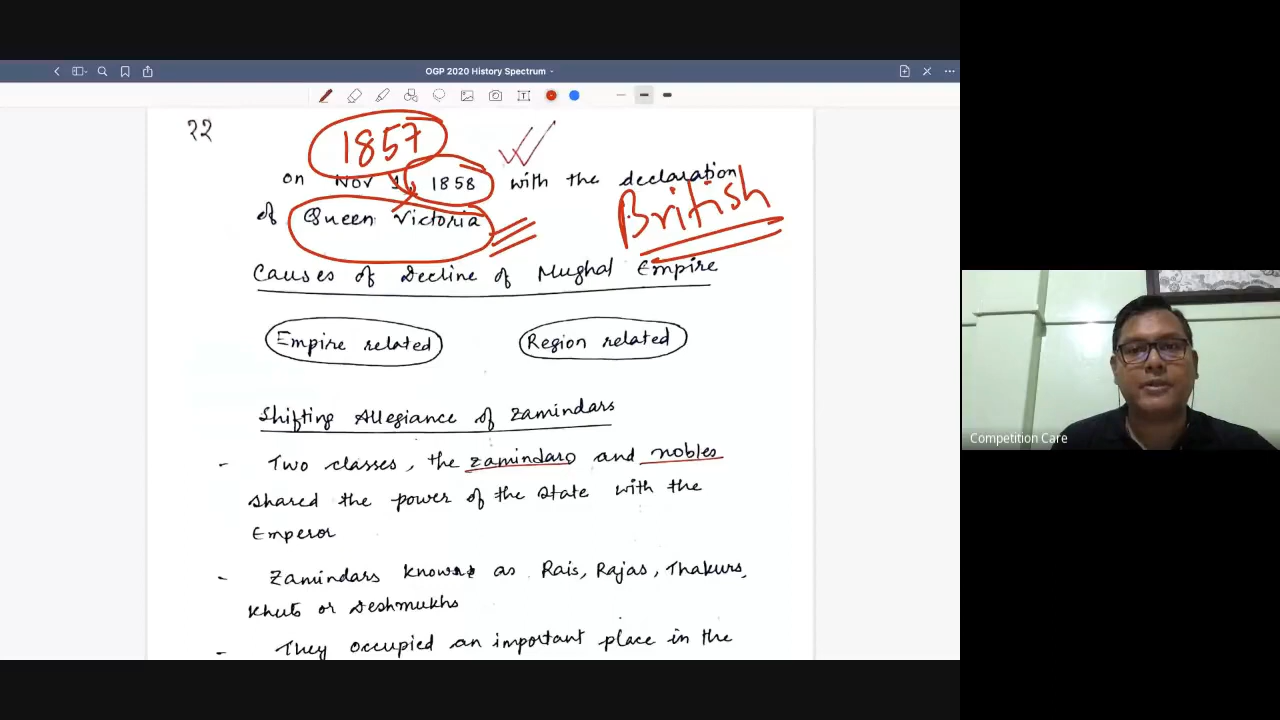 OGP 2020 History Spectrum
22
1857
on Nov 1, 1858 with the declaration
of Queen Victoria
British
Causes of Decline of Mughal Empire
Empire related
Region related
Shifting Allegiance of Zamindars
- Two classes, the zamindars and nobles
shared the power of the state with the
Emperor
- Zamindars known as Rais, Rajas, Thakurs,
Khuts or Deshmukhs
- They occupied an important place in the
Competition Care